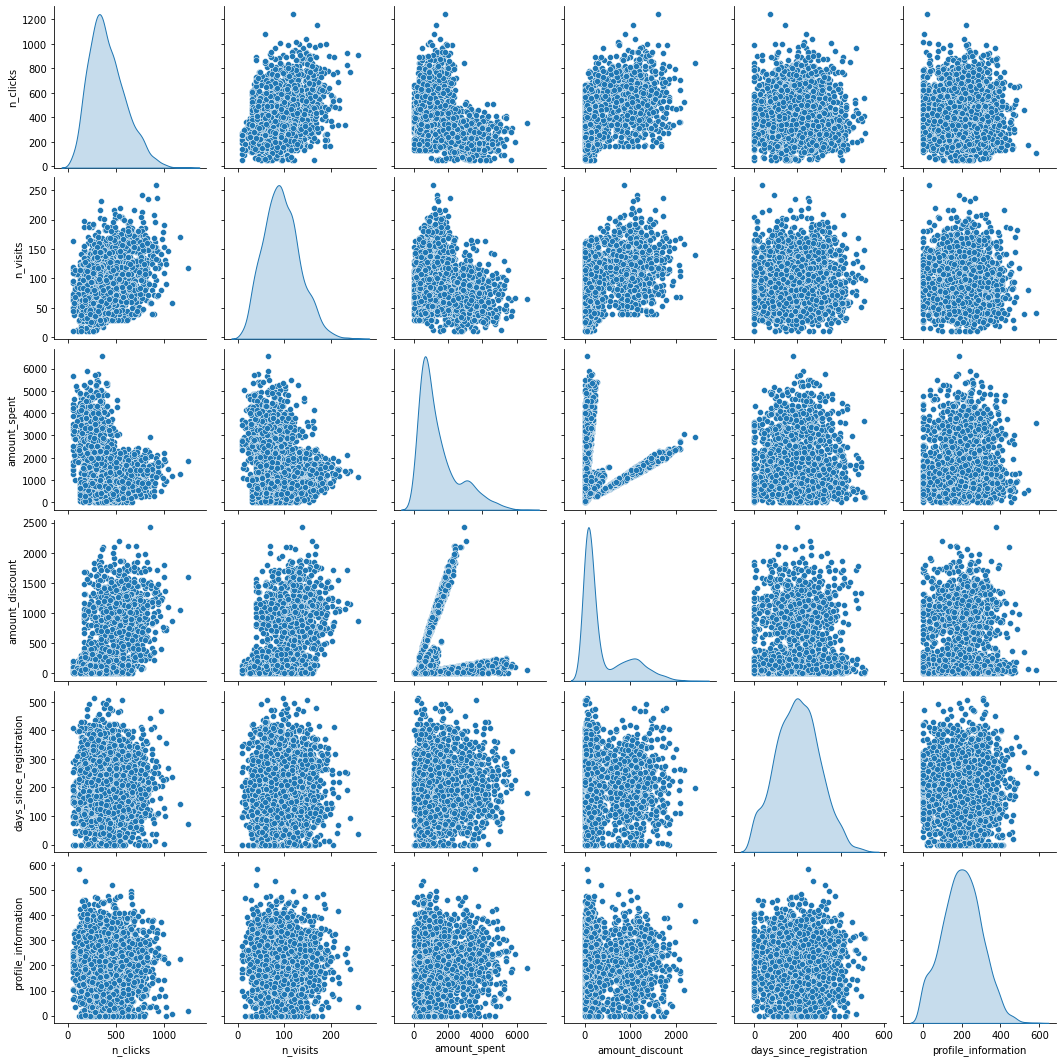 1200
1000
800
600
400
200
0
n_clicks
250
200
150
100
50
0
n_visits
6000
5000
4000
3000
2000
1000
0
amount_spent
2500
2000
1500
1000
500
0
amount_discount
500
400
300
200
100
0
days_since_registration
600
500
400
300
200
100
0
profile_information
0 500 1000
n_clicks
0 100 200
n_visits
0 2000 4000 6000
amount_spent
0 1000 2000
amount_discount
0 200 400 600
days_since_registration
0 200 400 600
profile_information